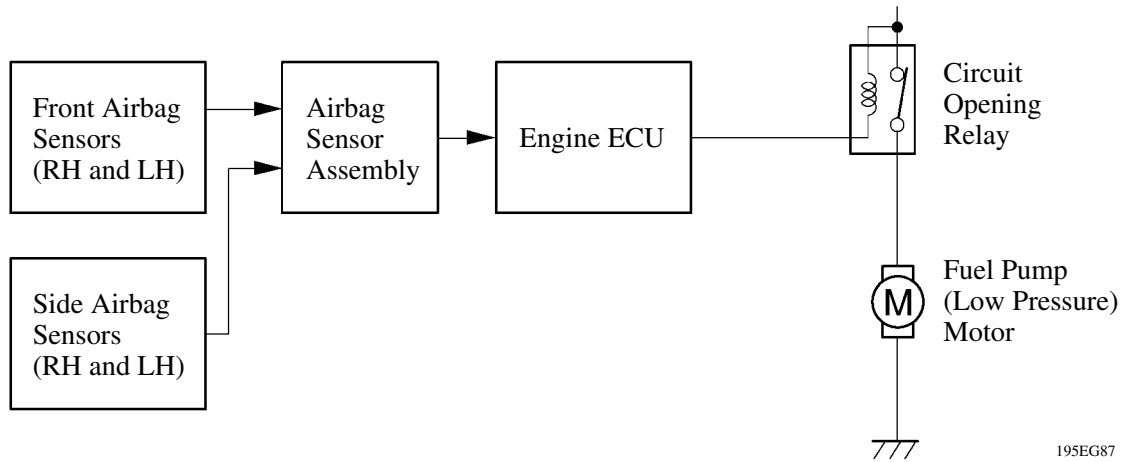 Front Airbag
Sensors
(RH and LH)
Airbag
Sensor
Assembly
Engine ECU
Circuit
Opening
Relay
Side Airbag
Sensors
(RH and LH)
Fuel Pump
(Low Pressure)
Motor
M
195EG87